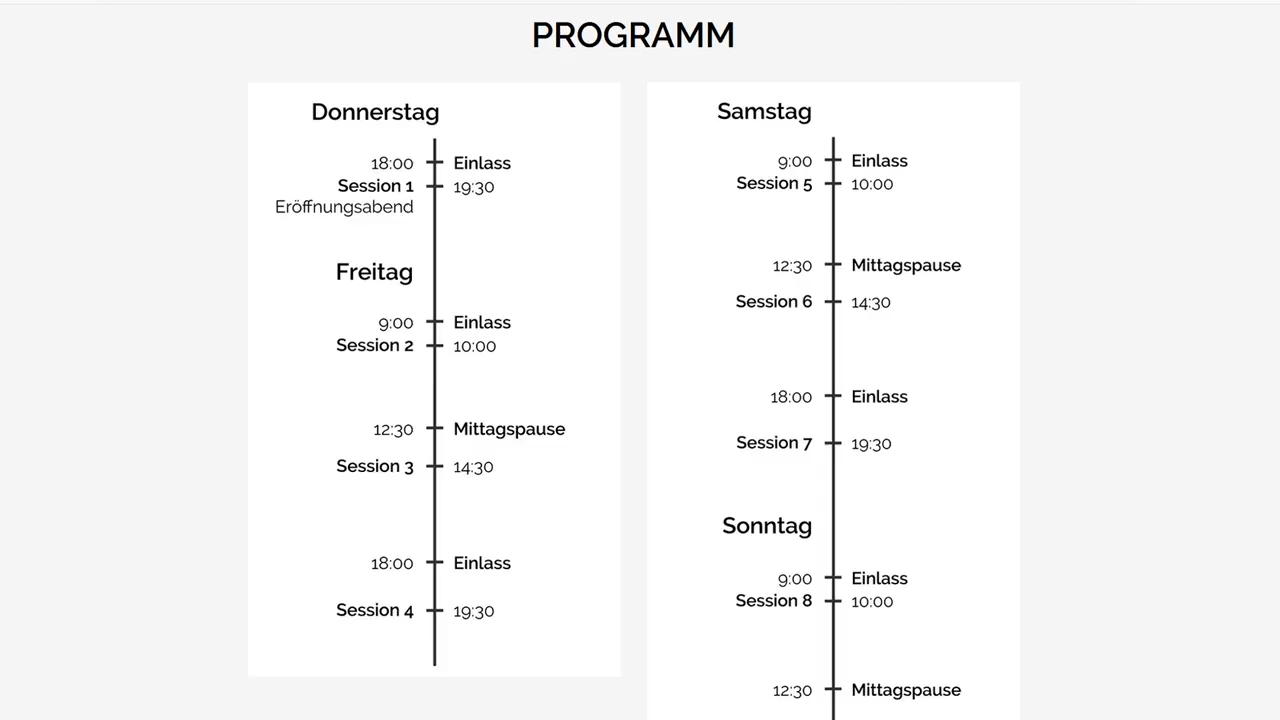 PROGRAMM
Donnerstag
18:00 Einlass
Session 1 19:30
Eröffnungsabend
Freitag
9:00 Einlass
Session 2 10:00
12:30 Mittagspause
Session 3 14:30
18:00 Einlass
Session 4 19:30
Samstag
9:00 Einlass
Session 5 10:00
12:30 Mittagspause
Session 6 14:30
18:00 Einlass
Session 7 19:30
Sonntag
9:00 Einlass
Session 8 10:00
12:30 Mittagspause